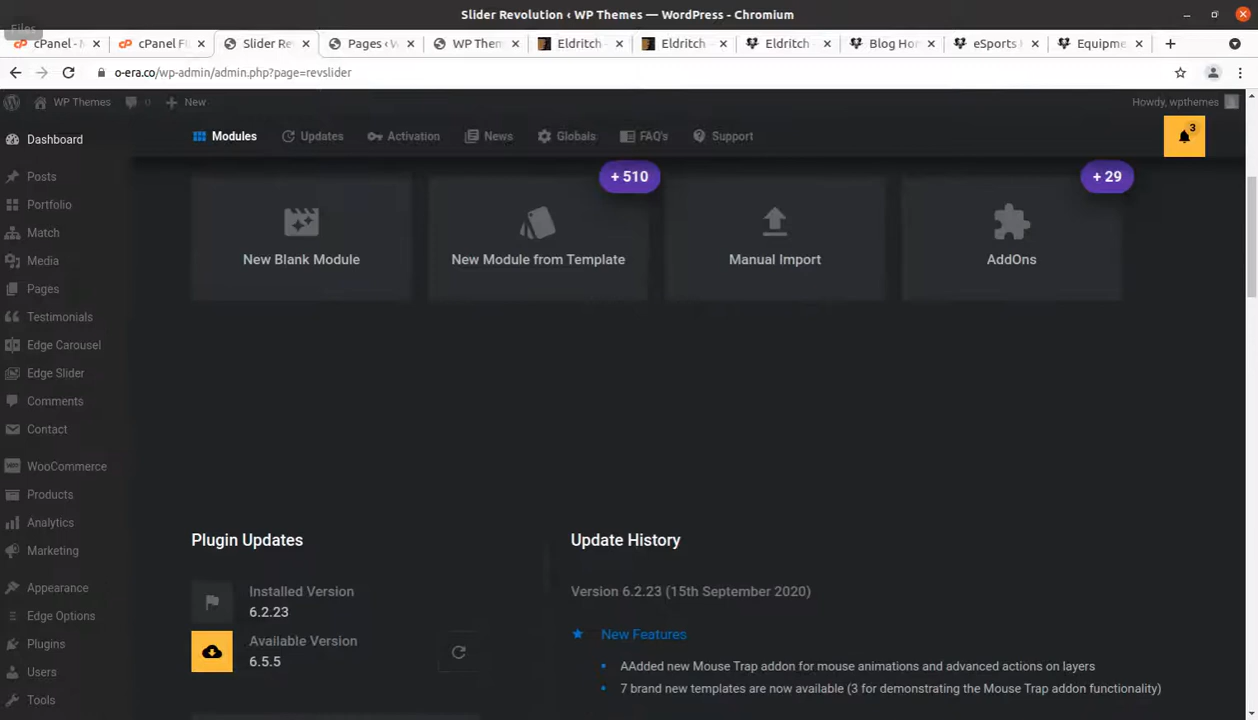 Slider Revolution ‹ WP Themes — WordPress - Chromium
Files
cPanel - M
cPanel Fi
Slider Re
Pages ‹ W
WP Them
Eldritch -
Eldritch –
Eldritch -
Blog Hom
eSports
Equipme
o-era.co/wp-admin/admin.php?page=revslider
WP Themes
0
New
Howdy, wpthemes
Dashboard
Posts
Portfolio
Match
Media
Pages
Testimonials
Edge Carousel
Edge Slider
Comments
Contact
WooCommerce
Products
Analytics
Marketing
Appearance
Edge Options
Plugins
Users
Tools
Modules
Updates
Activation
News
Globals
FAQ's
Support
3
+ 510
+ 29
New Blank Module
New Module from Template
Manual Import
AddOns
Plugin Updates
Installed Version
6.2.23
Available Version
6.5.5
Update History
Version 6.2.23 (15th September 2020)
New Features
AAdded new Mouse Trap addon for mouse animations and advanced actions on layers
7 brand new templates are now available (3 for demonstrating the Mouse Trap addon functionality)